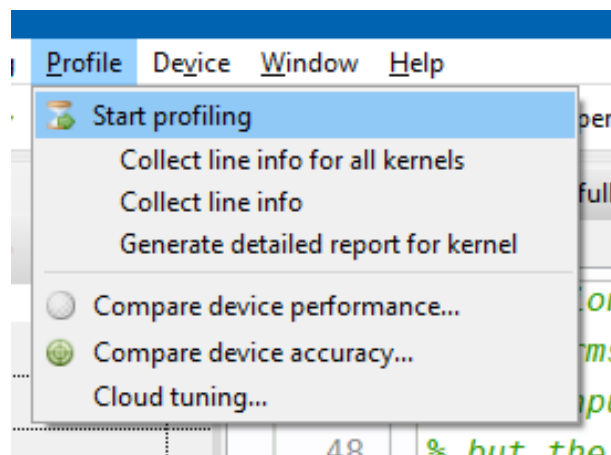 Profile Device Window Help
Start profiling
Collect line info for all kernels
Collect line info
Generate detailed report for kernel
Compare device performance...
Compare device accuracy...
Cloud tuning...
48 % but the